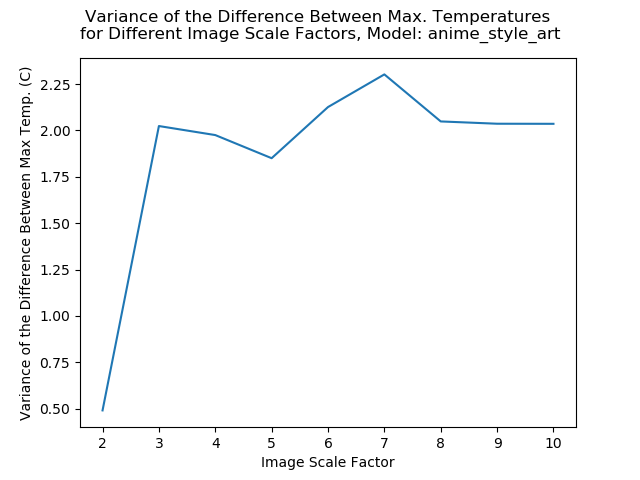 Variance of the Difference Between Max. Temperatures
for Different Image Scale Factors, Model: anime_style_art
Variance of the Difference Between Max Temp. (C)
2.25
2.00
1.75
1.50
1.25
1.00
0.75
0.50
2 3 4 5 6 7 8 9 10
Image Scale Factor